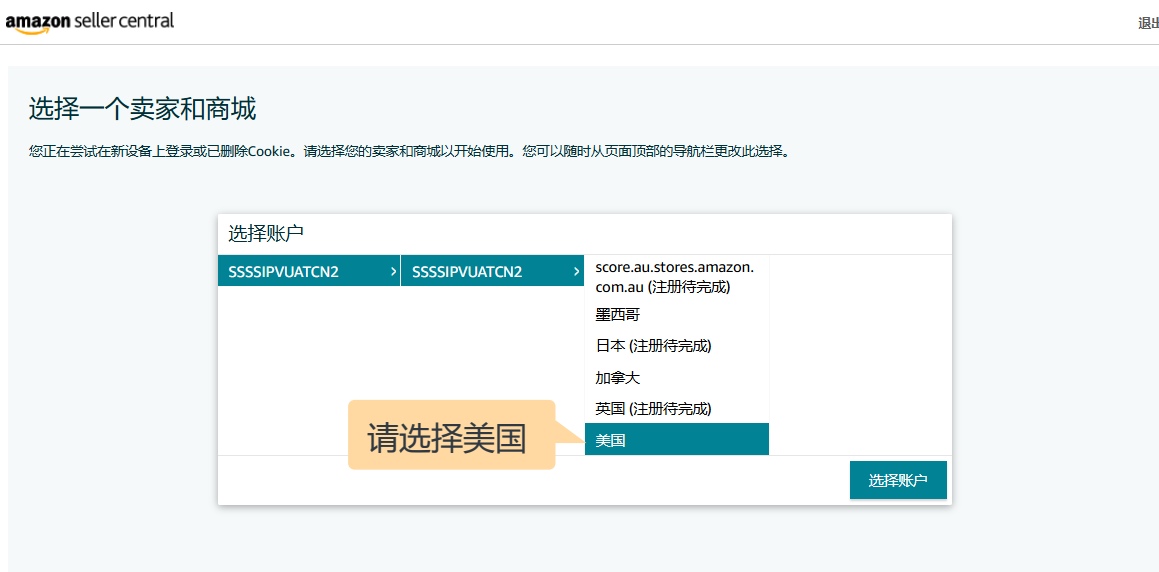 amazon seller central
退出
选择一个卖家和商城
您正在尝试在新设备上登录或已删除Cookie。请选择您的卖家和商城以开始使用。您可以随时从页面顶部的导航栏更改此选择。
选择账户
SSSSIPVUATCN2
SSSSIPVUATCN2
score.au.stores.amazon.
com.au (注册待完成)
墨西哥
日本 (注册待完成)
加拿大
英国 (注册待完成)
请选择美国
美国
选择账户